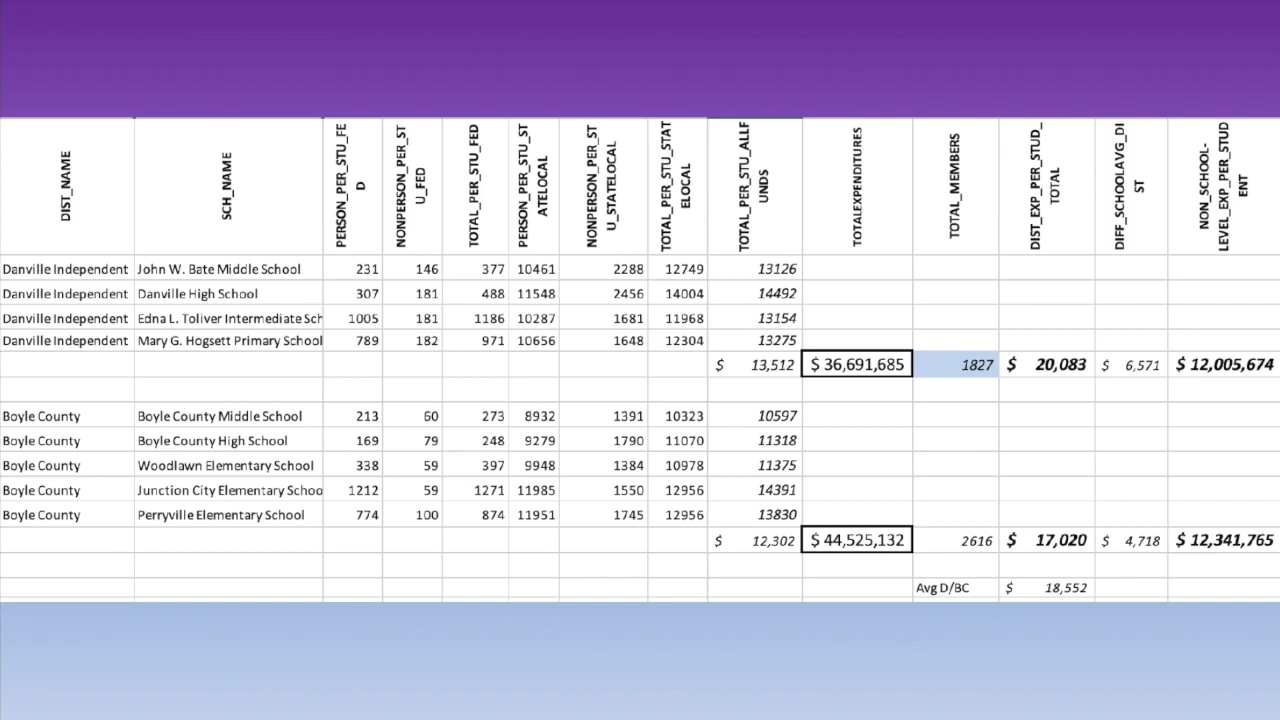 DIST_NAME SCH_NAME PERSON_PER_STU_FED NONPERSON_PER_STU_FED TOTAL_PER_STU_FED PERSON_PER_STU_STATELOCAL NONPERSON_PER_STU_STATELOCAL TOTAL_PER_STU_STATELOCAL TOTAL_PER_STU_ALLFUNDS TOTALEXPENDITURES TOTAL_MEMBERS DIST_EXP_PER_STUD_TOTAL DIFF_SCHOOLAVG_DIST NON_SCHOOL-LEVEL_EXP_PER_STUDENT
Danville Independent John W. Bate Middle School 231 146 377 10461 2288 12749 13126
Danville Independent Danville High School 307 181 488 11548 2456 14004 14492
Danville Independent Edna L. Toliver Intermediate Sch 1005 181 1186 10287 1681 11968 13154
Danville Independent Mary G. Hogsett Primary School 789 182 971 10656 1648 12304 13275
$ 13,512 $ 36,691,685 1827 $ 20,083 $ 6,571 $ 12,005,674
Boyle County Boyle County Middle School 213 60 273 8932 1391 10323 10597
Boyle County Boyle County High School 169 79 248 9279 1790 11070 11318
Boyle County Woodlawn Elementary School 338 59 397 9948 1384 10978 11375
Boyle County Junction City Elementary Schoo 1212 59 1271 11985 1550 12956 14391
Boyle County Perryville Elementary School 774 100 874 11951 1745 12956 13830
$ 12,302 $ 44,525,132 2616 $ 17,020 $ 4,718 $ 12,341,765
Avg D/BC $ 18,552